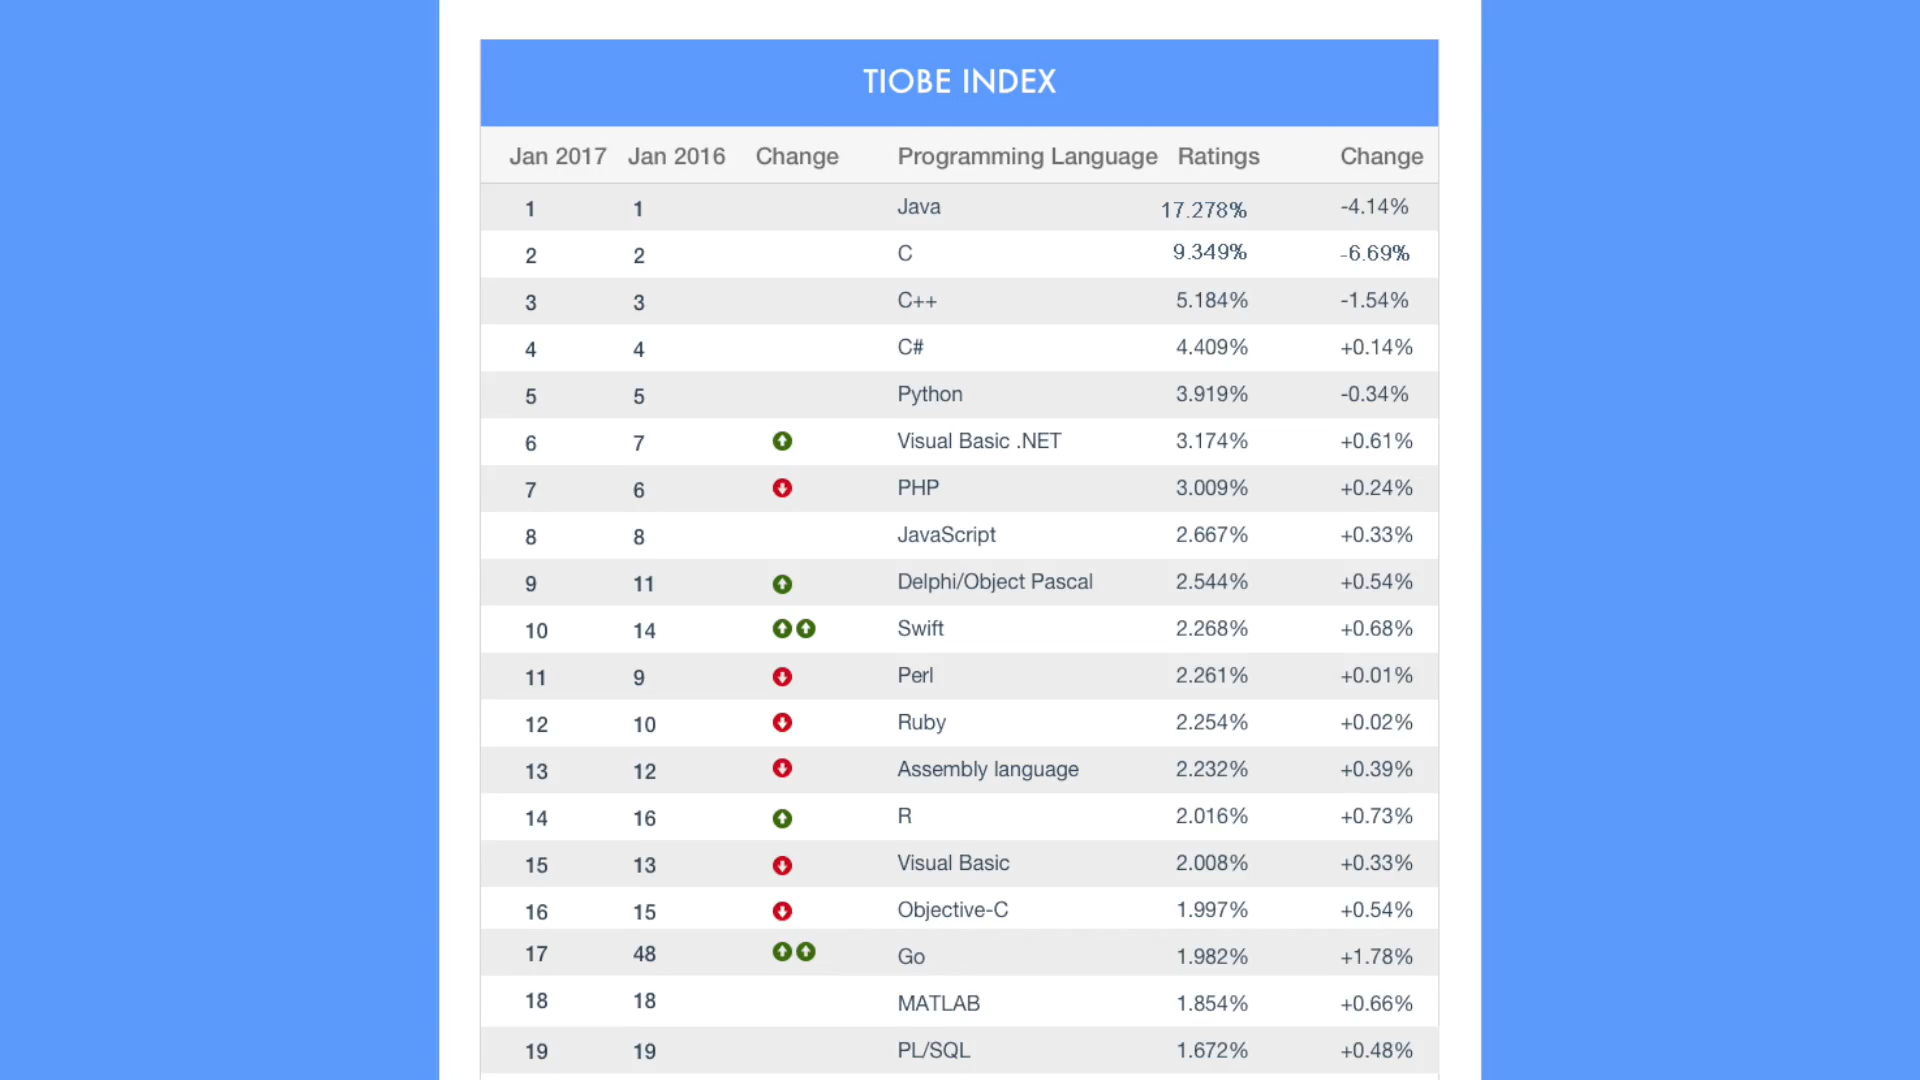 TIOBE INDEX
Jan 2017 Jan 2016 Change Programming Language Ratings Change
1 1 Java 17.278% -4.14%
2 2 C 9.349% -6.69%
3 3 C++ 5.184% -1.54%
4 4 C# 4.409% +0.14%
5 5 Python 3.919% -0.34%
6 7 Visual Basic .NET 3.174% +0.61%
7 6 PHP 3.009% +0.24%
8 8 JavaScript 2.667% +0.33%
9 11 Delphi/Object Pascal 2.544% +0.54%
10 14 Swift 2.268% +0.68%
11 9 Perl 2.261% +0.01%
12 10 Ruby 2.254% +0.02%
13 12 Assembly language 2.232% +0.39%
14 16 R 2.016% +0.73%
15 13 Visual Basic 2.008% +0.33%
16 15 Objective-C 1.997% +0.54%
17 48 Go 1.982% +1.78%
18 18 MATLAB 1.854% +0.66%
19 19 PL/SQL 1.672% +0.48%